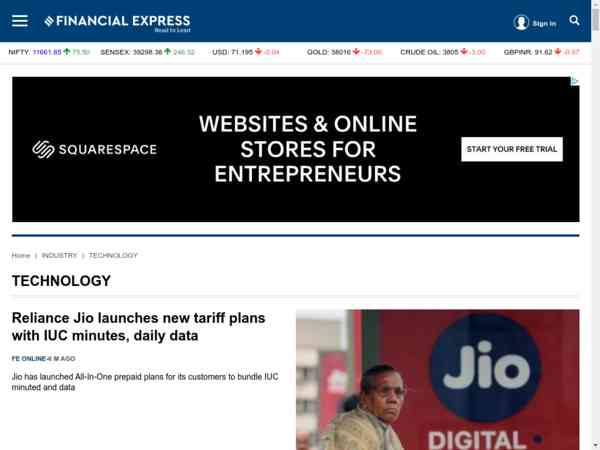 FINANCIAL EXPRESS
Read to Lead
Sign In
NIFTY: 11661.85 75.50 SENSEX: 39298.38 246.32 USD: 71.195 -0.04 GOLD: 38016 -73.00 CRUDE OIL: 3805 -3.00 GBPINR: 91.62 -0.97
SQUARESPACE
WEBSITES & ONLINE
STORES FOR
ENTREPRENEURS
START YOUR FREE TRIAL
Home | INDUSTRY | TECHNOLOGY
TECHNOLOGY
Reliance Jio launches new tariff plans
with IUC minutes, daily data
FE ONLINE
M AGO
Jio has launched All-In-One prepaid plans for its customers to bundle IUC
minuted and data
Jio
DIGITAL